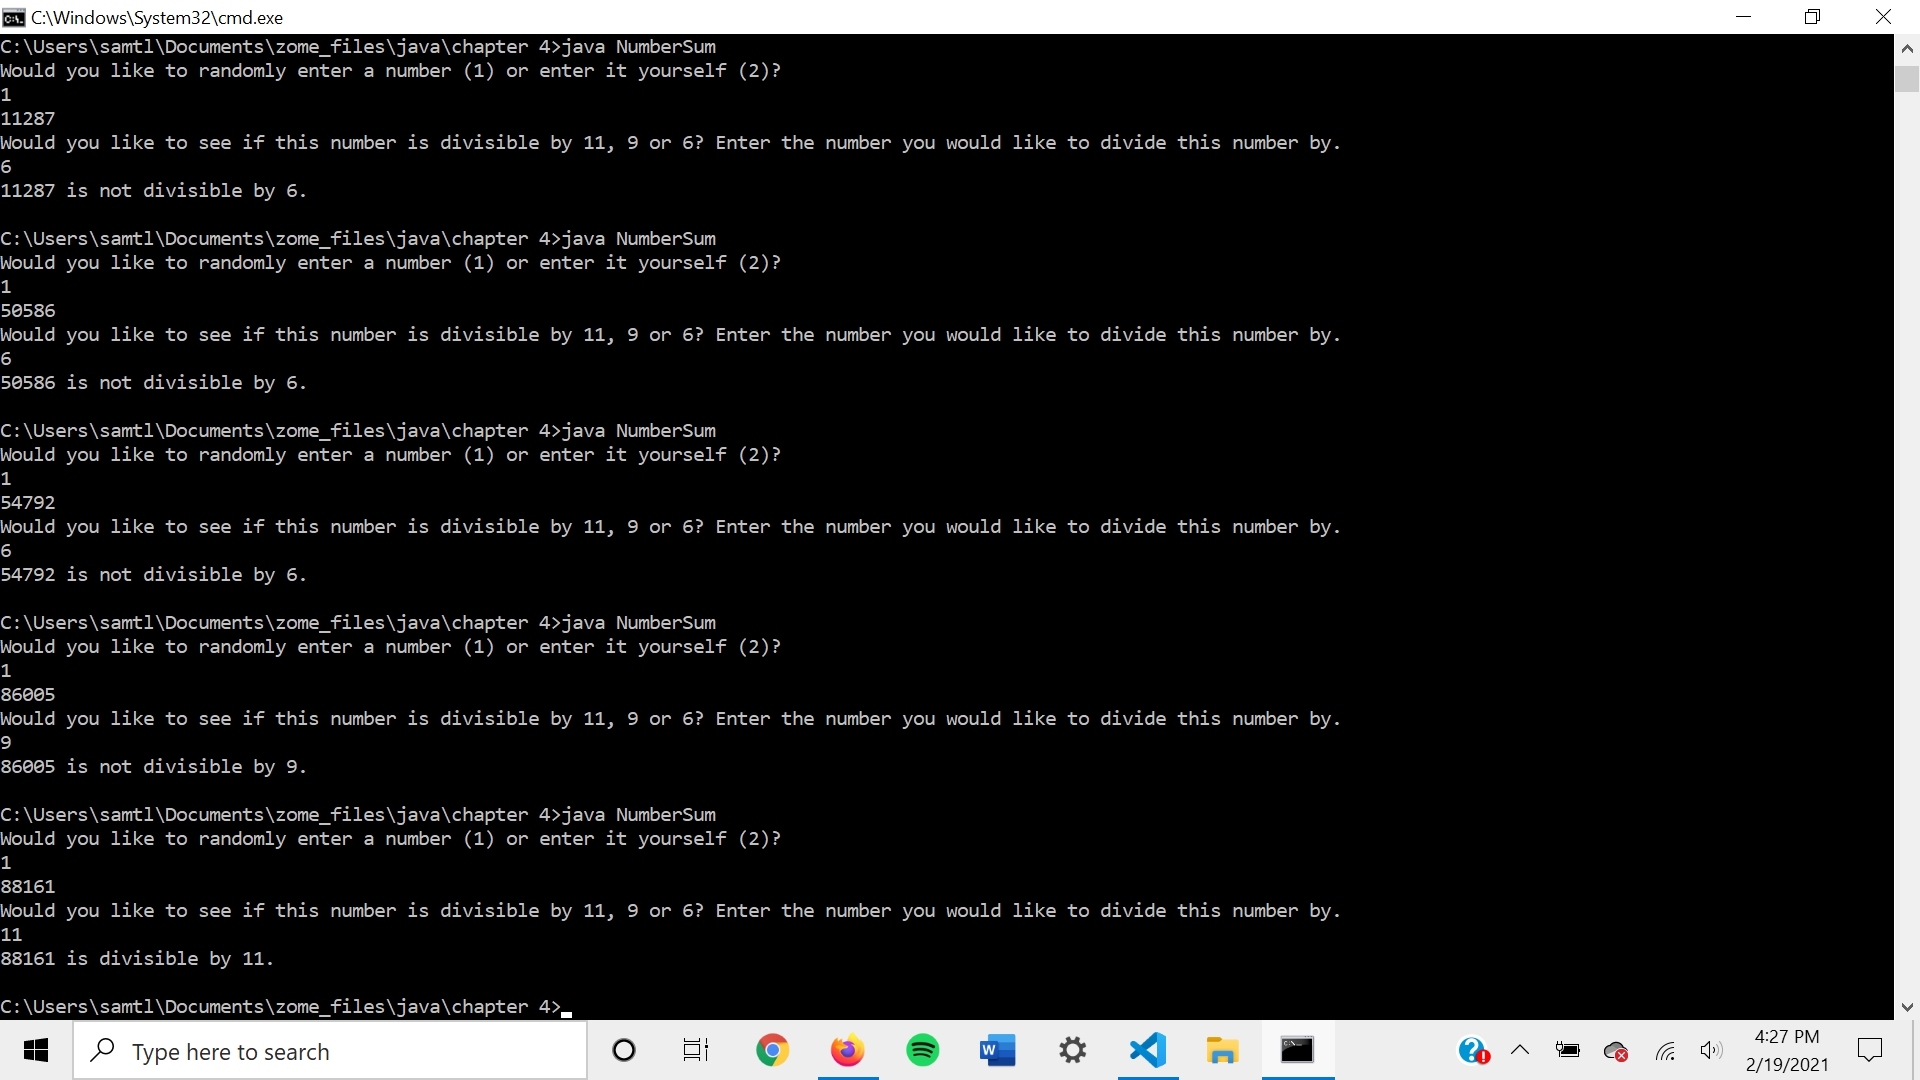 C:\Windows\System32\cmd.exe
C:\Users\samtl\Documents\zome_files\java\chapter 4>java NumberSum
Would you like to randomly enter a number (1) or enter it yourself (2)?
1
11287
Would you like to see if this number is divisible by 11, 9 or 6? Enter the number you would like to divide this number by.
6
11287 is not divisible by 6.
C:\Users\samtl\Documents\zome_files\java\chapter 4>java NumberSum
Would you like to randomly enter a number (1) or enter it yourself (2)?
1
50586
Would you like to see if this number is divisible by 11, 9 or 6? Enter the number you would like to divide this number by.
6
50586 is not divisible by 6.
C:\Users\samtl\Documents\zome_files\java\chapter 4>java NumberSum
Would you like to randomly enter a number (1) or enter it yourself (2)?
1
54792
Would you like to see if this number is divisible by 11, 9 or 6? Enter the number you would like to divide this number by.
6
54792 is not divisible by 6.
C:\Users\samtl\Documents\zome_files\java\chapter 4>java NumberSum
Would you like to randomly enter a number (1) or enter it yourself (2)?
1
86005
Would you like to see if this number is divisible by 11, 9 or 6? Enter the number you would like to divide this number by.
9
86005 is not divisible by 9.
C:\Users\samtl\Documents\zome_files\java\chapter 4>java NumberSum
Would you like to randomly enter a number (1) or enter it yourself (2)?
1
88161
Would you like to see if this number is divisible by 11, 9 or 6? Enter the number you would like to divide this number by.
11
88161 is divisible by 11.
C:\Users\samtl\Documents\zome_files\java\chapter 4>
Type here to search
4:27 PM
2/19/2021